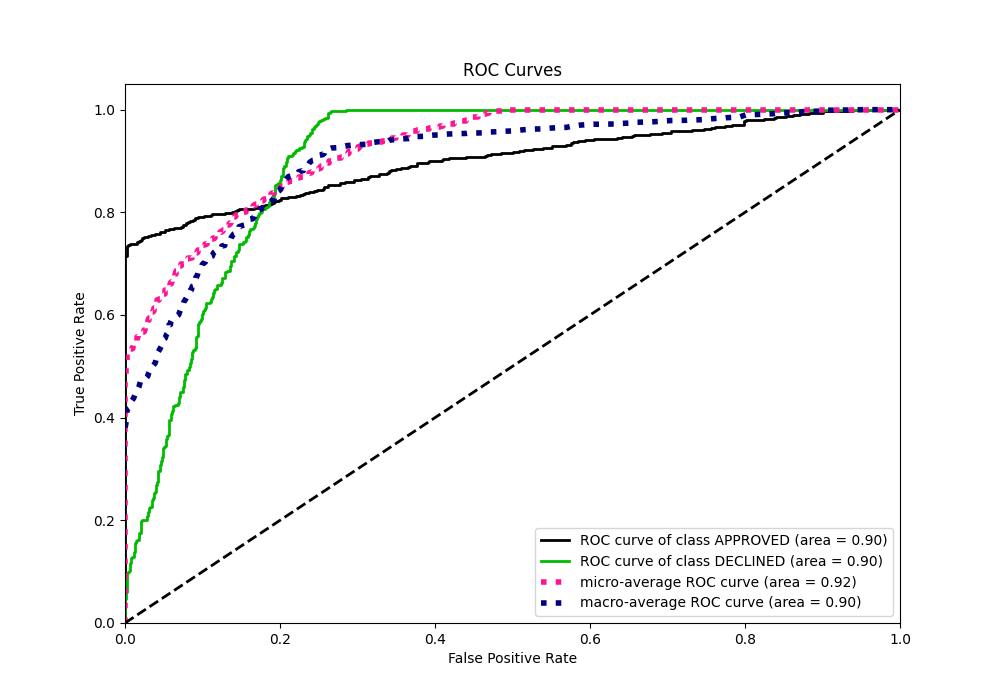 ROC Curves
True Positive Rate
1.0
0.8
0.6
0.4
0.2
0.0
ROC curve of class APPROVED (area = 0.90)
ROC curve of class DECLINED (area = 0.90)
micro-average ROC curve (area = 0.92)
macro-average ROC curve (area = 0.90)
0.0 0.2 0.4 0.6 0.8 1.0
False Positive Rate